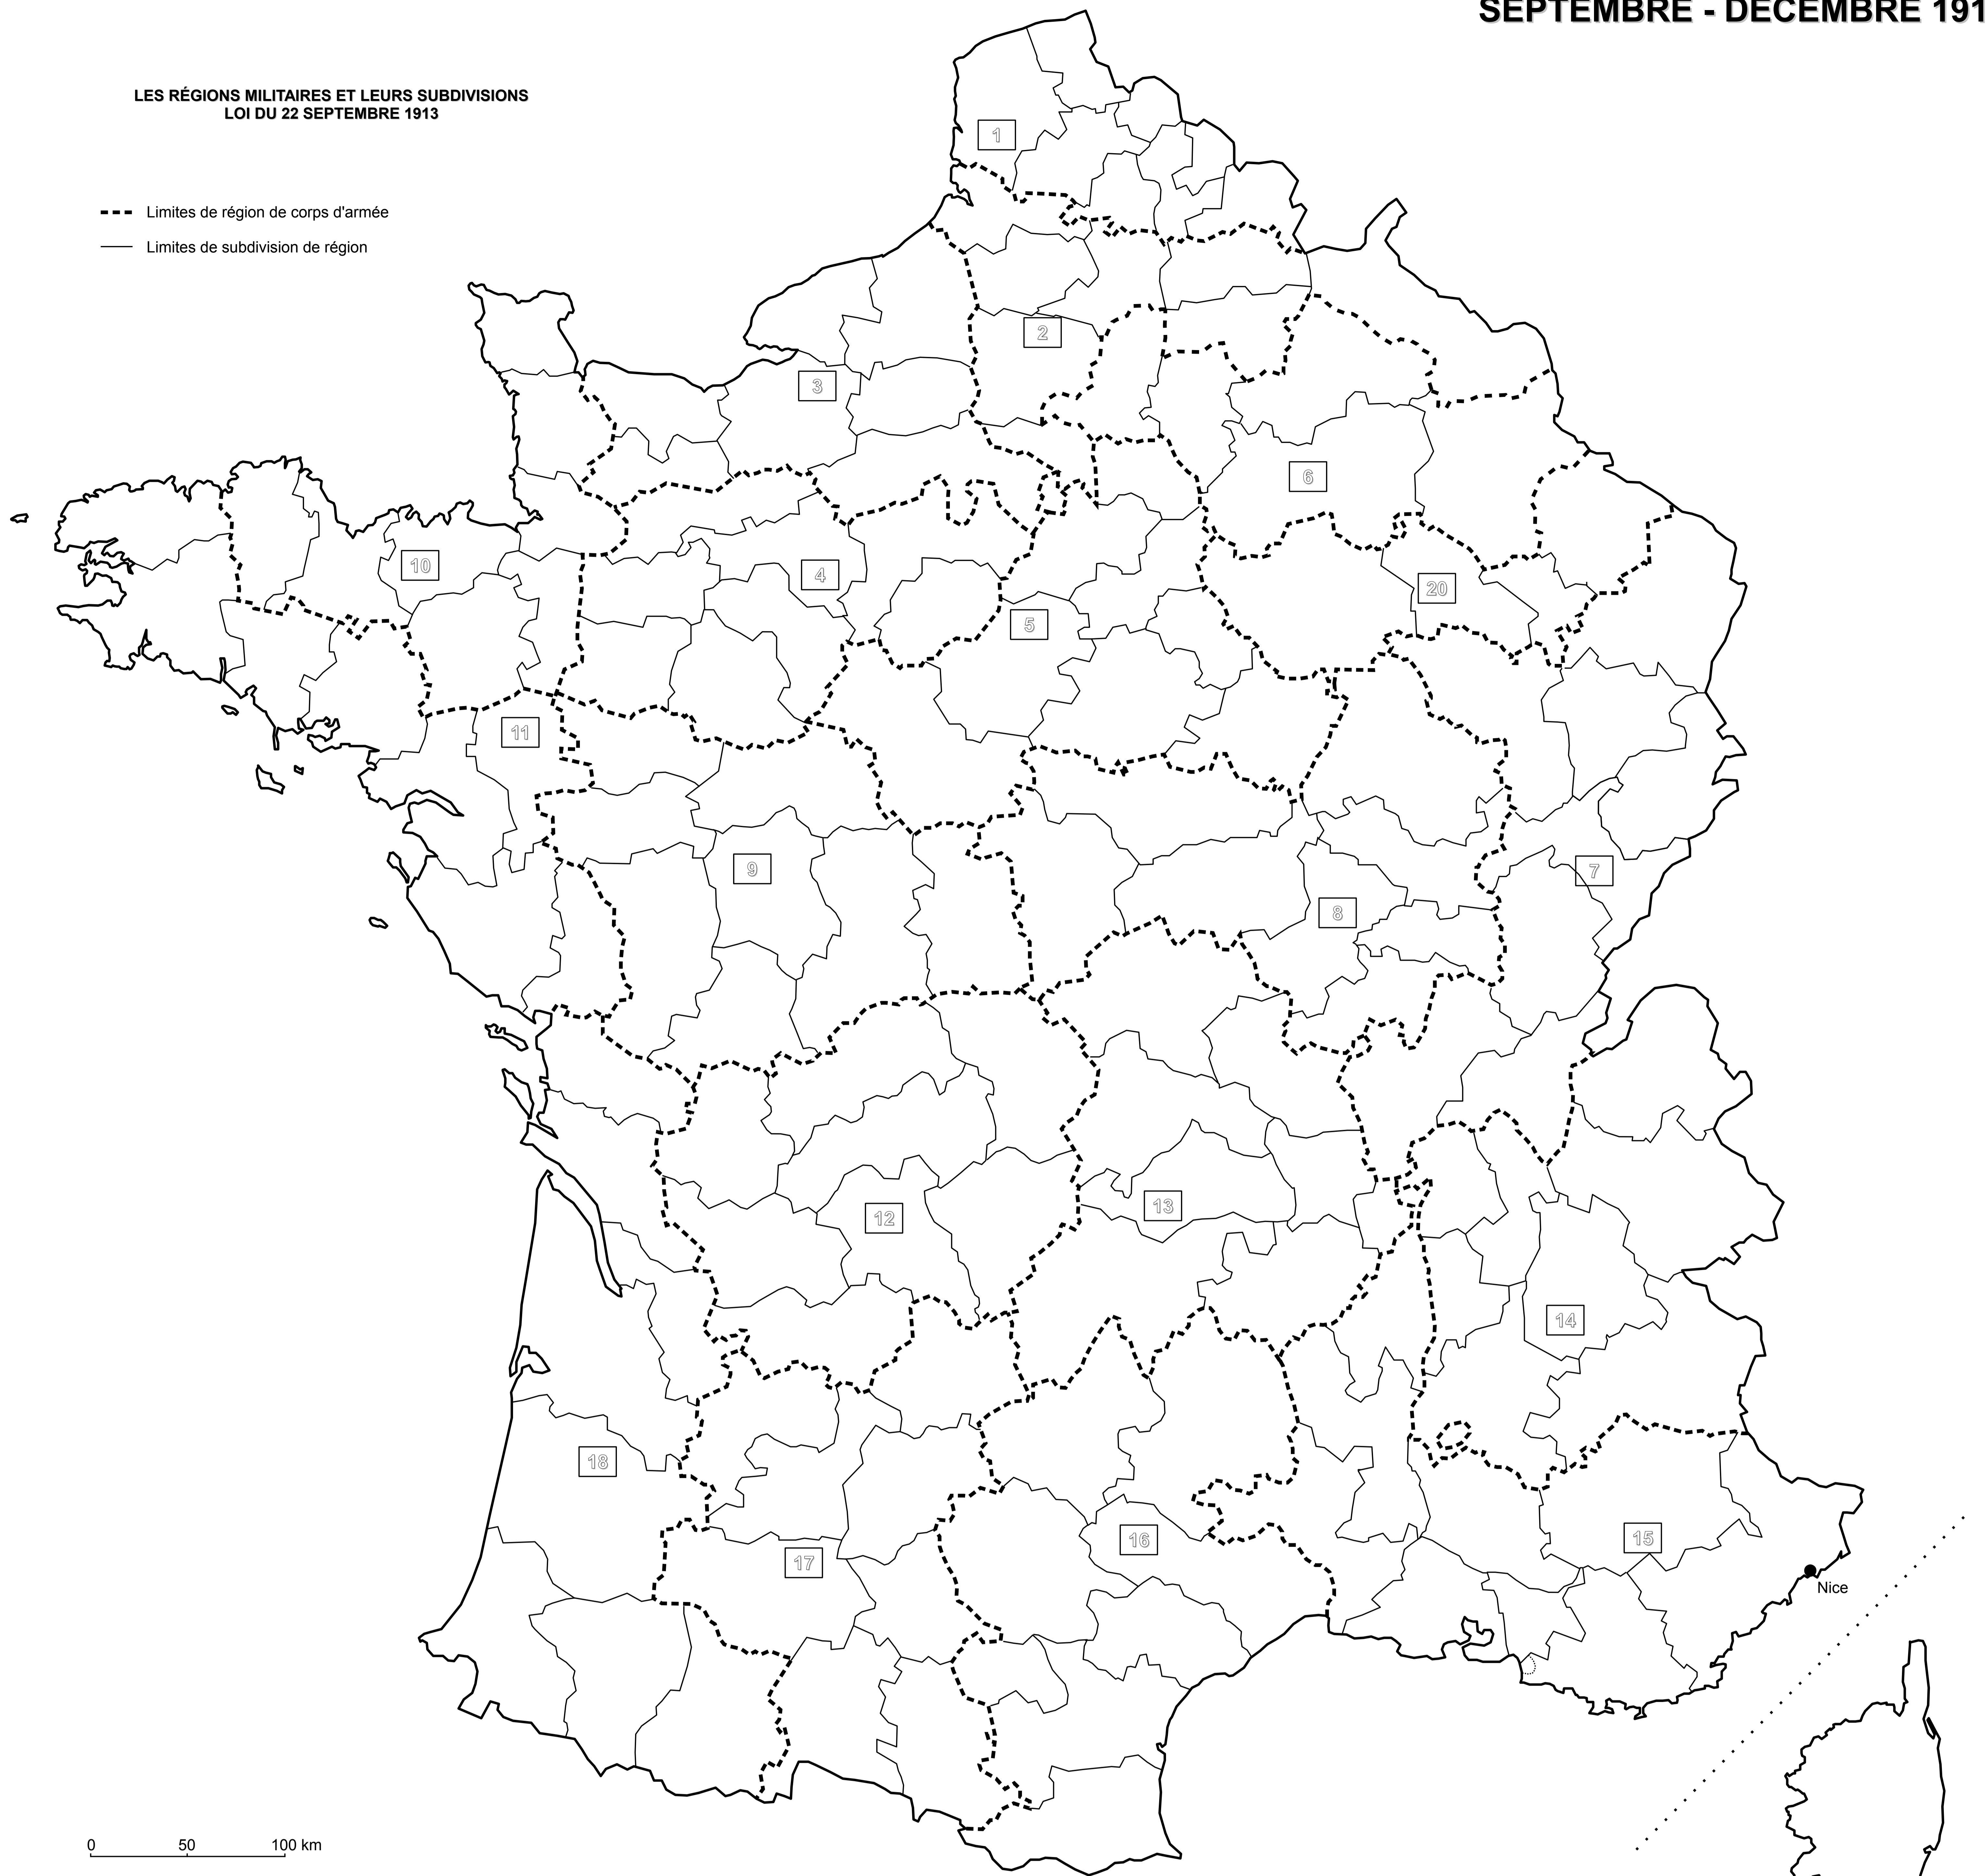 SEPTEMBRE - DÉCEMBRE 191
LES RÉGIONS MILITAIRES ET LEURS SUBDIVISIONS
LOI DU 22 SEPTEMBRE 1913
Limites de région de corps d'armée
Limites de subdivision de région
1
2
3
6
10
4
20
5
11
9
7
8
13
12
14
18
15
16
17
Nice
0 50 100 km